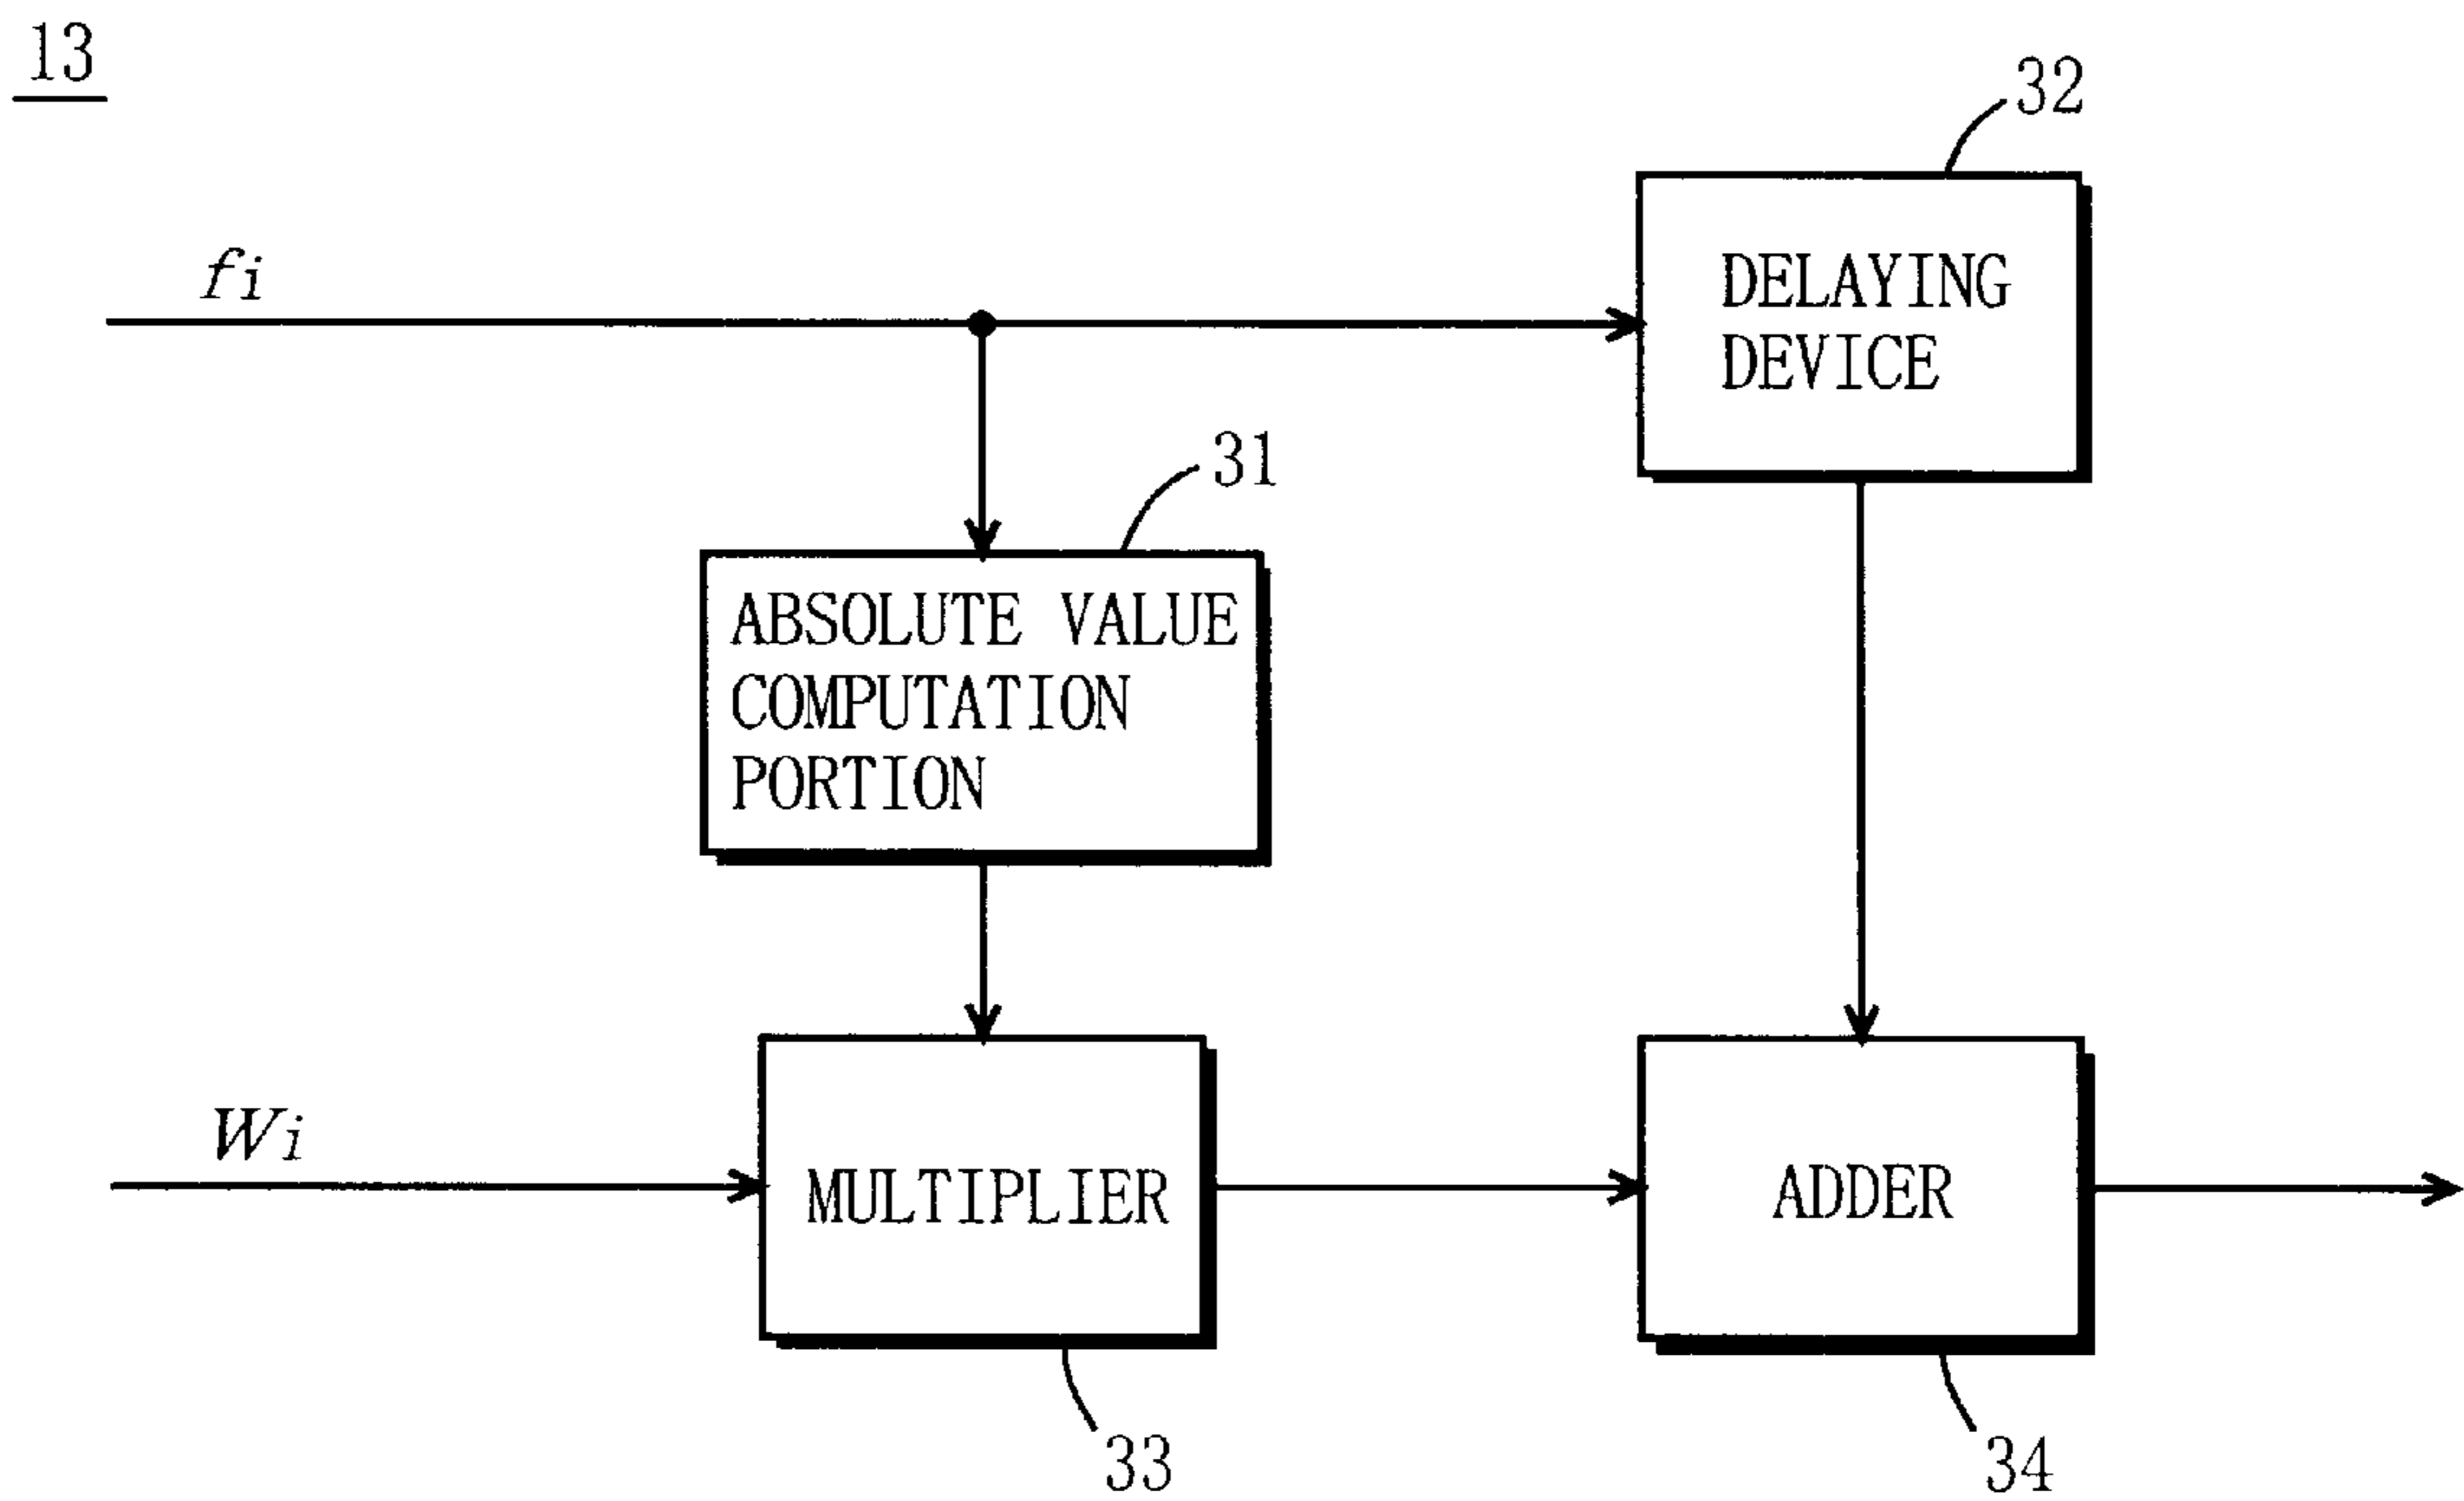 13
32
fi
DELAYING
DEVICE
31
ABSOLUTE VALUE
COMPUTATION
PORTION
Wi
MULTIPLIER
ADDER
33
34